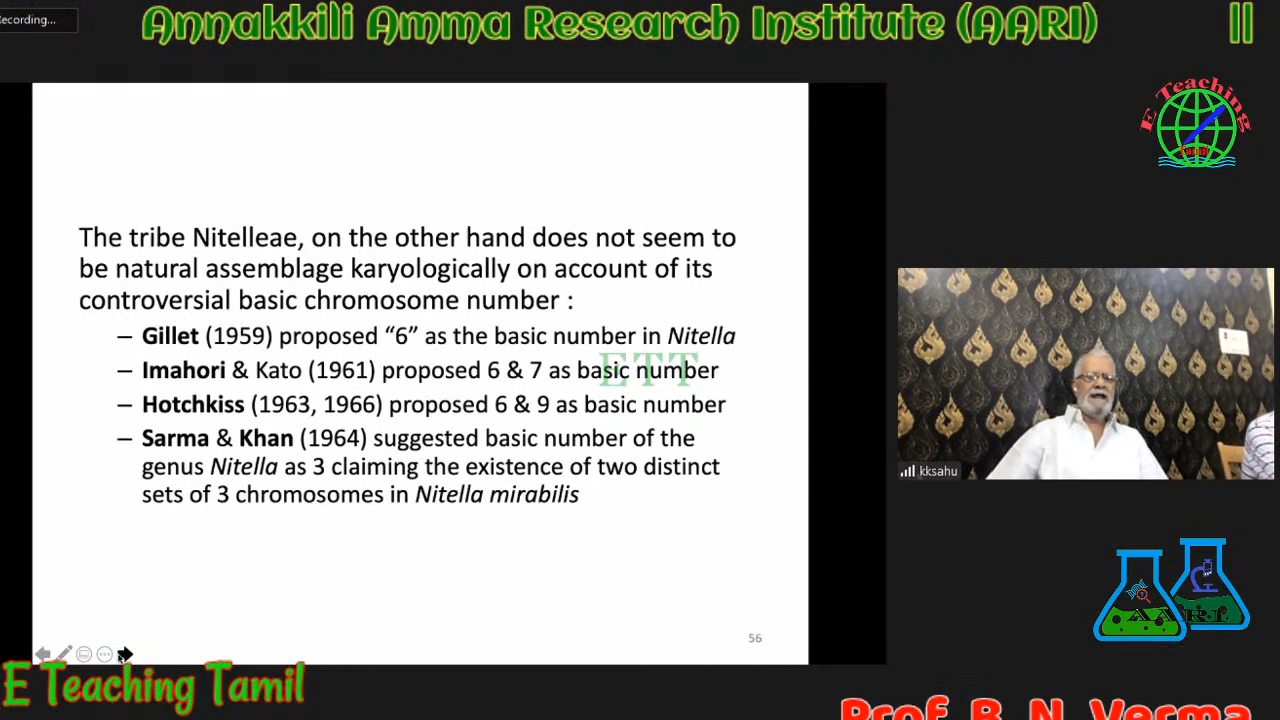 Recording...
Annakkili Amma Research Institute (AARI)
||
E Teaching
Tamil
The tribe Nitelleae, on the other hand does not seem to
be natural assemblage karyologically on account of its
controversial basic chromosome number :
– Gillet (1959) proposed “6” as the basic number in Nitella
– Imahori & Kato (1961) proposed 6 & 7 as basic number
ETT
– Hotchkiss (1963, 1966) proposed 6 & 9 as basic number
– Sarma & Khan (1964) suggested basic number of the
genus Nitella as 3 claiming the existence of two distinct
sets of 3 chromosomes in Nitella mirabilis
kksahu
AARI
56
E Teaching Tamil
Prof. B. N. Verma